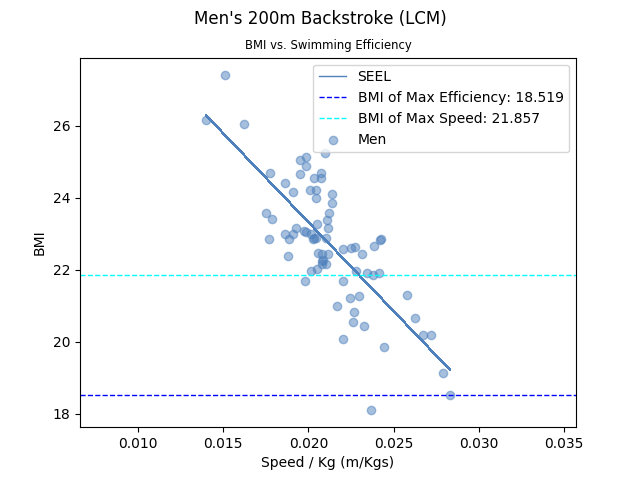 Men's 200m Backstroke (LCM)
BMI vs. Swimming Efficiency
SEEL
BMI of Max Efficiency: 18.519
BMI of Max Speed: 21.857
Men
26
24
22
20
18
BMI
0.010 0.015 0.020 0.025 0.030 0.035
Speed / Kg (m/Kgs)